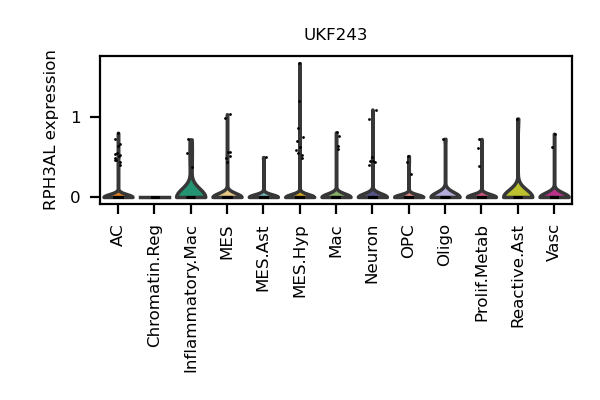 UKF243
RPH3AL expression
1
0
AC
Chromatin.Reg
Inflammatory.Mac
MES
MES.Ast
MES.Hyp
Mac
Neuron
OPC
Oligo
Prolif.Metab
Reactive.Ast
Vasc